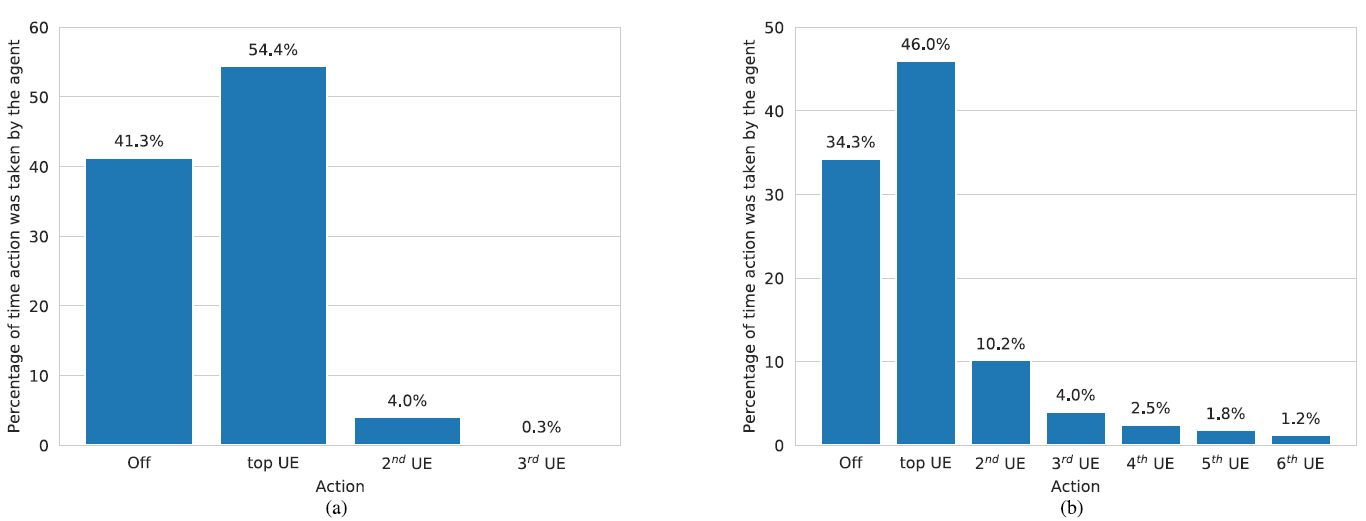 Percentage of time action was taken by the agent
60
50
40
30
20
10
0
41.3%
54.4%
4.0%
0.3%
Off
top UE
2nd UE
3rd UE
Action
(a)
Percentage of time action was taken by the agent
50
40
30
20
10
0
34.3%
46.0%
10.2%
4.0%
2.5%
1.8%
1.2%
Off
top UE
2nd UE
3rd UE
4th UE
5th UE
6th UE
Action
(b)